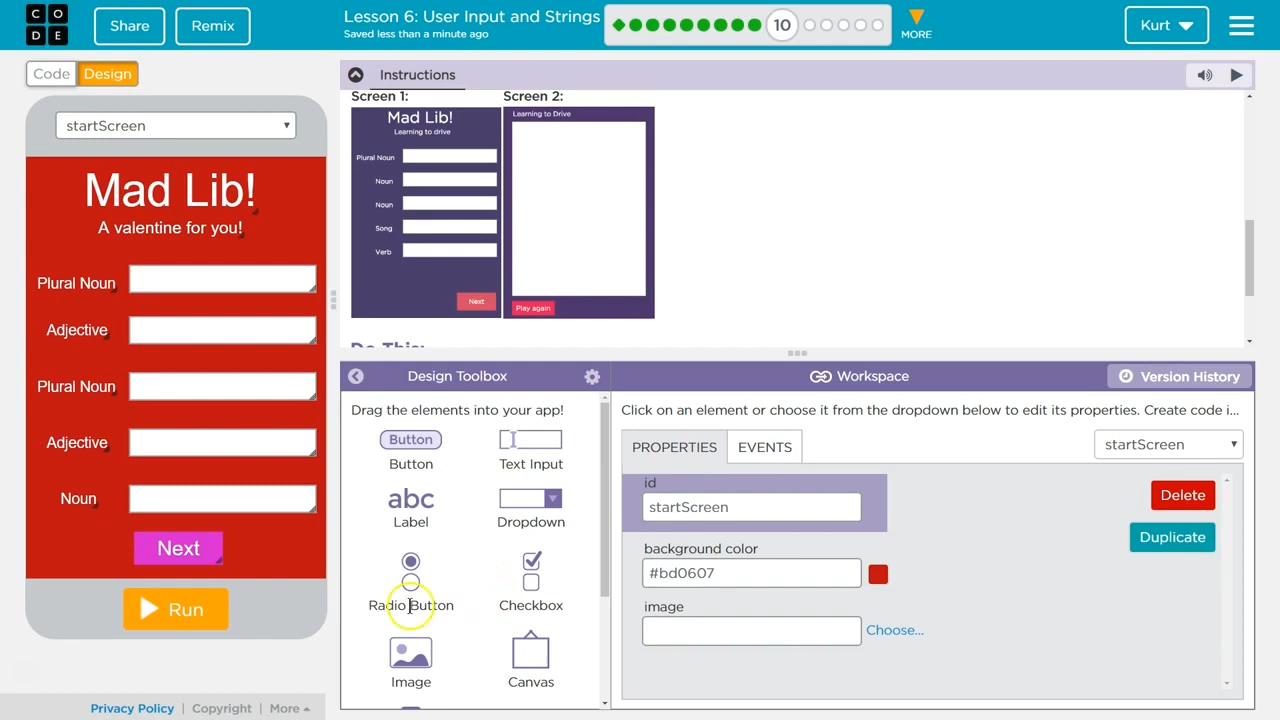 C O
D E
Share
Remix
Lesson 6: User Input and Strings
Saved less than a minute ago
10
MORE
Kurt
Code
Design
Instructions
startScreen
Screen 1:
Screen 2:
Mad Lib!
Learning to drive
Plural Noun
Noun
Noun
Song
Verb
Next
Learning to Drive
Play again
Mad Lib!
A valentine for you!
Plural Noun
Adjective
Plural Noun
Adjective
Noun
Next
Run
Do This:
Design Toolbox
Workspace
Version History
Drag the elements into your app!
Button
Button
Text Input
abc
Label
Dropdown
Radio Button
Checkbox
Image
Canvas
Click on an element or choose it from the dropdown below to edit its properties. Create code i...
PROPERTIES
EVENTS
startScreen
id
startScreen
Delete
Duplicate
background color
#bd0607
image
Choose...
Privacy Policy | Copyright | More